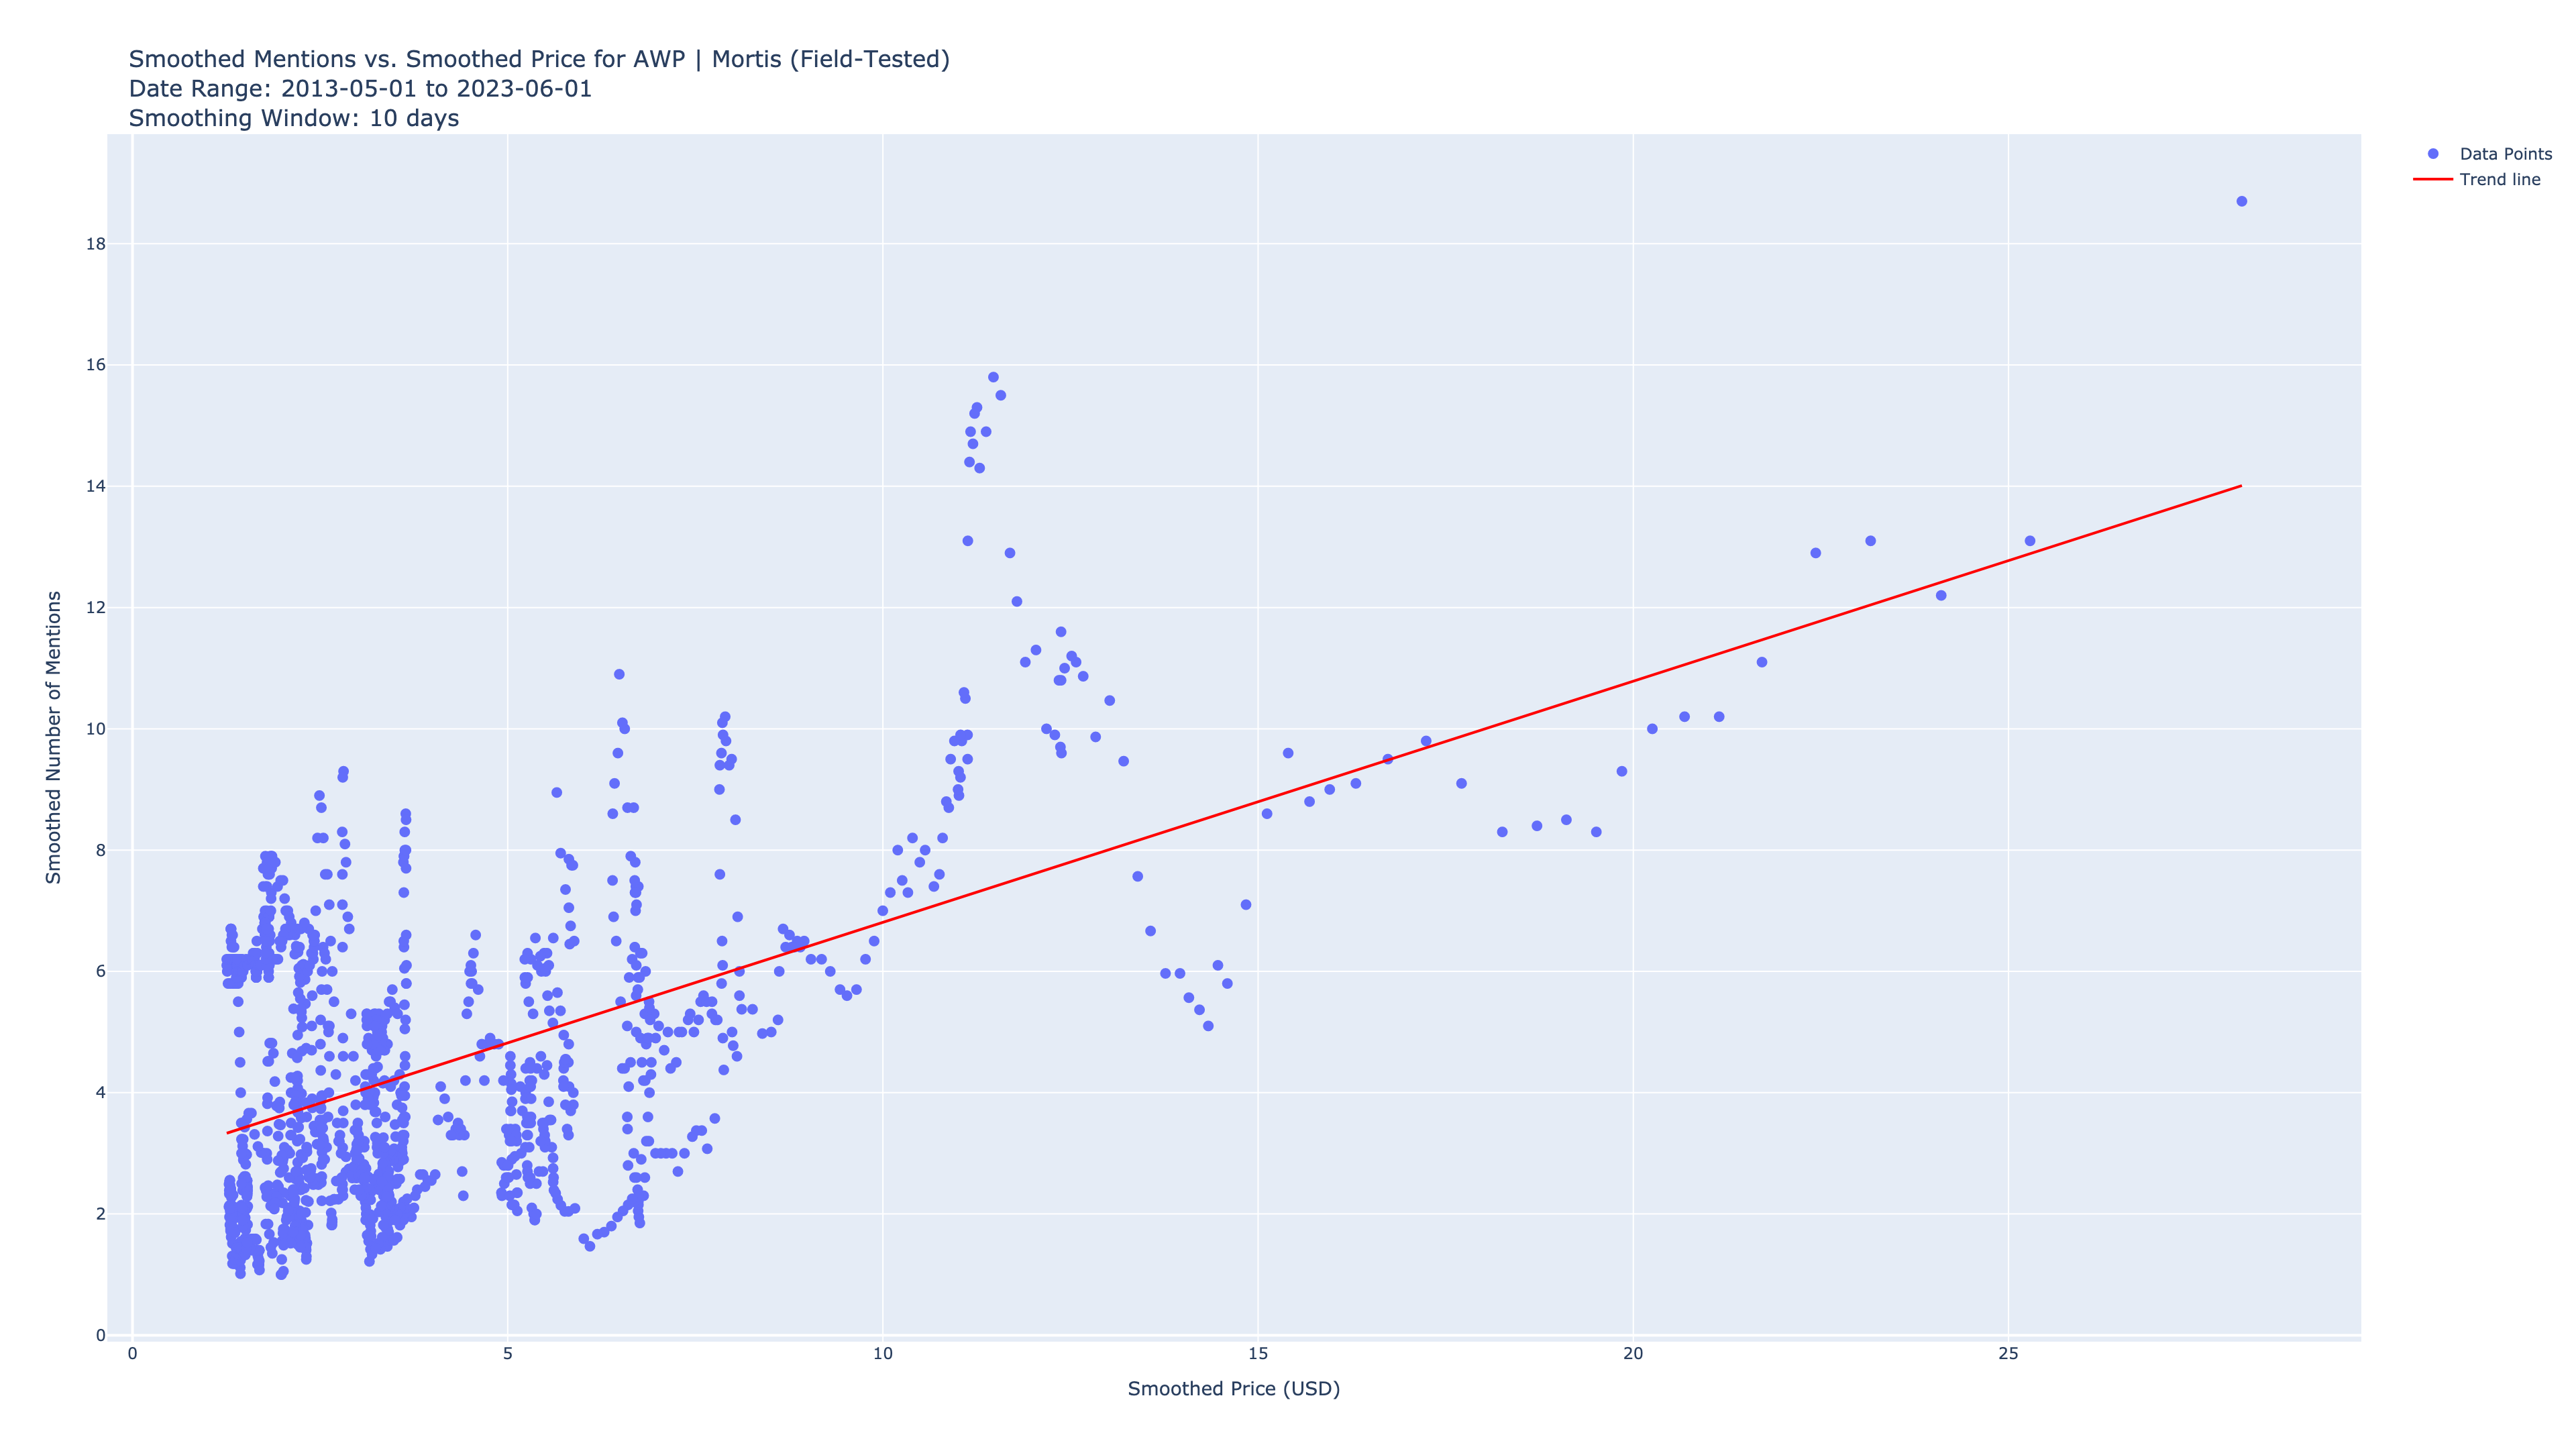 Smoothed Mentions vs. Smoothed Price for AWP | Mortis (Field-Tested)
Date Range: 2013-05-01 to 2023-06-01
Smoothing Window: 10 days
Data Points
Trend line
18
16
14
12
10
8
6
4
2
0
Smoothed Number of Mentions
0
5
10
15
20
25
Smoothed Price (USD)